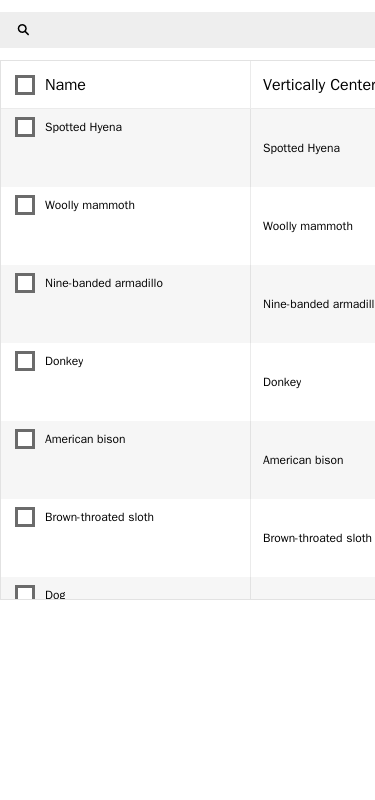 Name
Vertically Center
Spotted Hyena
Spotted Hyena
Woolly mammoth
Woolly mammoth
Nine-banded armadillo
Nine-banded armadill
Donkey
Donkey
American bison
American bison
Brown-throated sloth
Brown-throated sloth
Dog